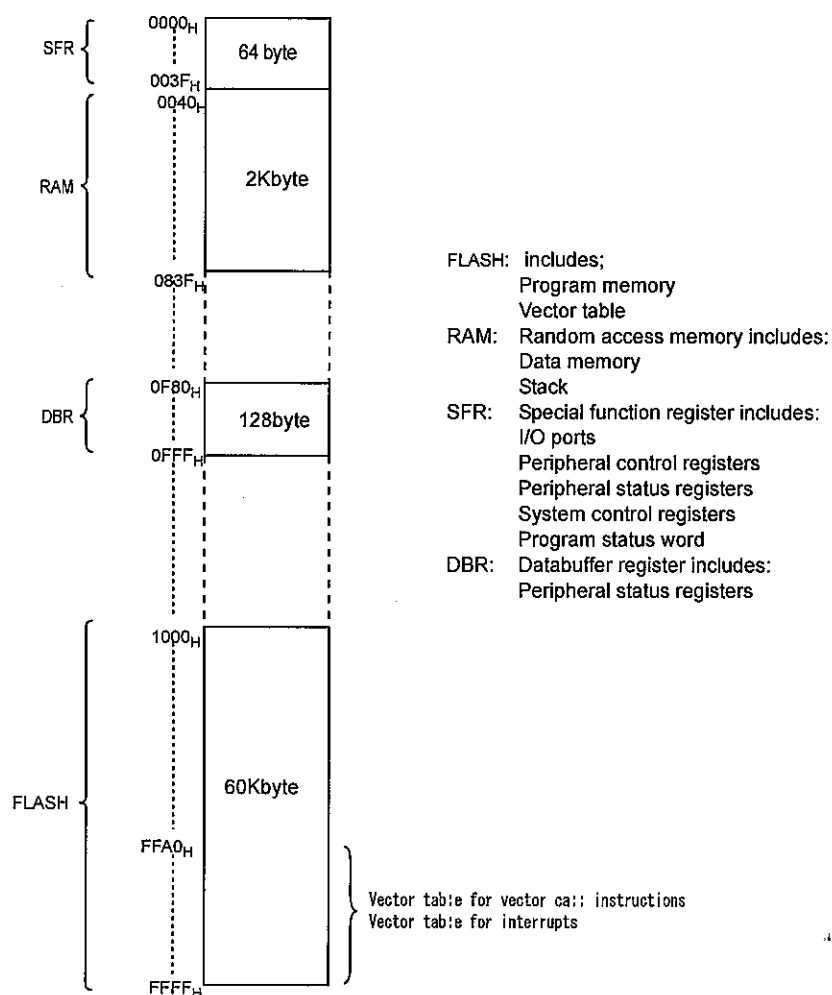 0000H
SFR
64 byte
003FH
0040H
RAM
2Kbyte
083FH
0F80H
DBR
128byte
0FFFH
1000H
FLASH
60Kbyte
FFA0H
Vector table for vector call instructions
Vector table for interrupts
FFFFH
FLASH: includes;
Program memory
Vector table
RAM: Random access memory includes:
Data memory
Stack
SFR: Special function register includes:
I/O ports
Peripheral control registers
Peripheral status registers
System control registers
Program status word
DBR: Databuffer register includes:
Peripheral status registers